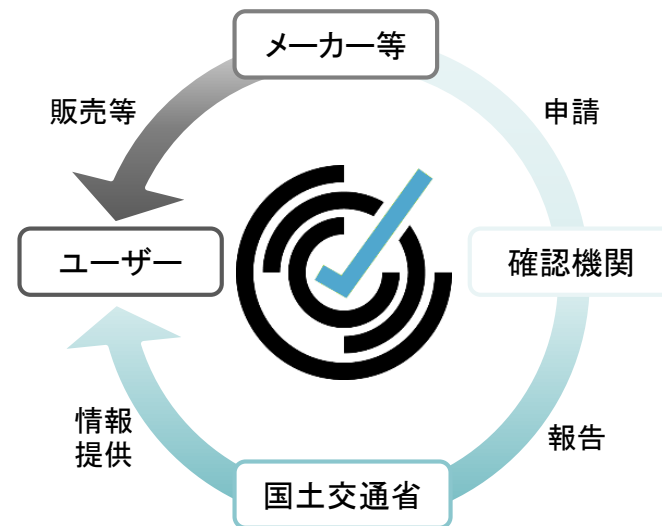 メーカー等
販売等
申請
ユーザー
確認機関
情報
提供
報告
国土交通省